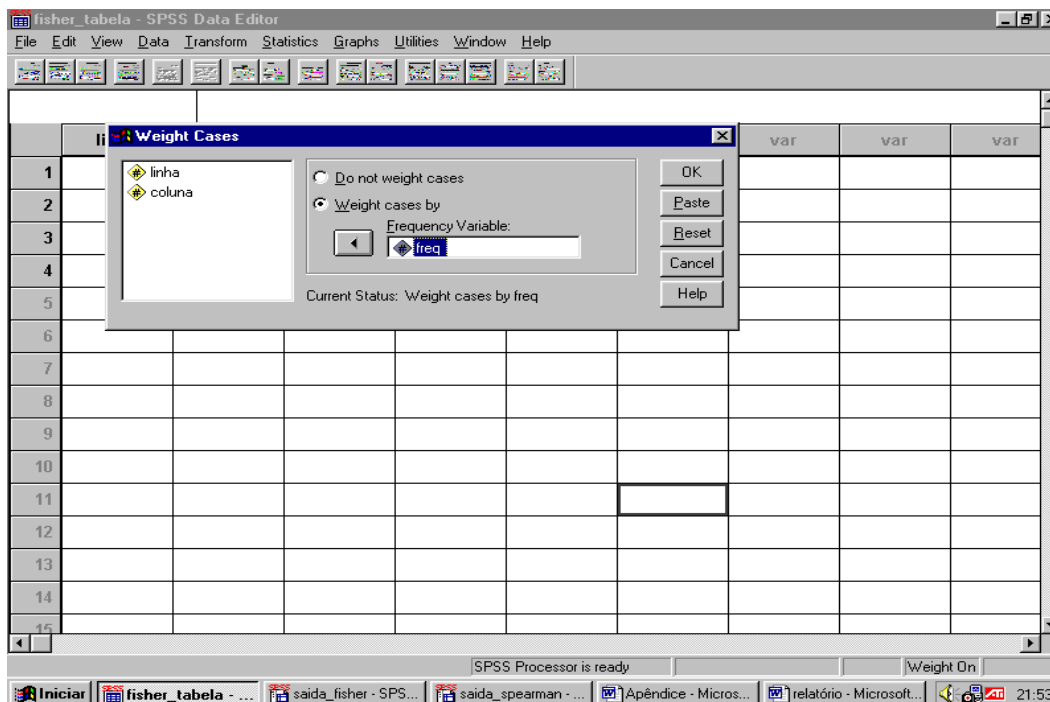 fisher_tabela - SPSS Data Editor
File Edit View Data Transform Statistics Graphs Utilities Window Help
li
var var var
Weight Cases
linha
coluna
Do not weight cases
Weight cases by
Frequency Variable:
freq
Current Status: Weight cases by freq
OK
Paste
Reset
Cancel
Help
1
2
3
4
5
6
7
8
9
10
11
12
13
14
15
SPSS Processor is ready
Weight On
Iniciar
fisher_tabela - ...
saida_fisher - SPS...
saida_spearman - ...
Apêndice - Micros...
relatório - Microsoft...
21:53